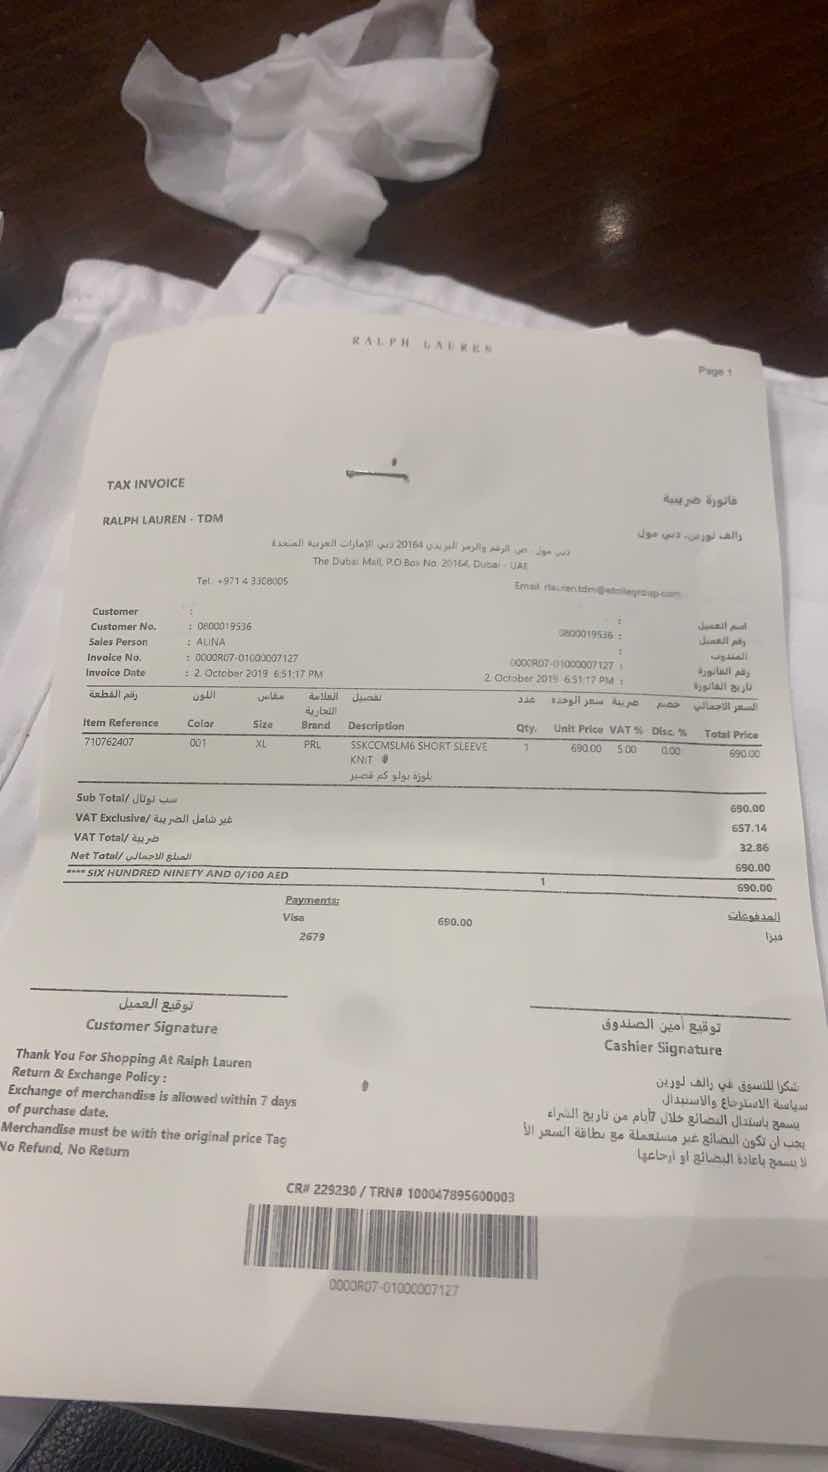 RALPH LAUREN
Page 1
TAX INVOICE
فاتورة ضريبية
RALPH LAUREN - TDM
رالف لورين، دبي مول
دبي مول ص الرقم والرمز البريدي 20164 دبي الإمارات العربية المتحدة
The Dubai Mall, P.O.Box No. 20164, Dubai - UAE
Tel: +971 4 3308005
Email: rlauren.tdm@etoilegroup.com
Customer : : اسم العميل
Customer No. : 0800019536 0800019536 : رقم العميل
Sales Person : ALINA : المندوب
Invoice No. : 0000R07-01000007127 0000R07-01000007127 : رقم الفاتورة
Invoice Date : 2. October 2019 6:51:17 PM 2. October 2019 6:51:17 PM : تاريخ الفاتورة
رقم القطعة اللون مقاس العلامة التجارية تفصيل عدد سعر الوحدة ضريبة خصم السعر الاجمالي
Item Reference Color Size Brand Description Qty. Unit Price VAT % Disc. % Total Price
710762407 001 XL PRL SSKCCMSLM6 SHORT SLEEVE 1 690.00 5.00 0.00 690.00
KNIT
بلوزة بولو كم قصير
Sub Total/ سب توتال 690.00
VAT Exclusive/ غير شامل الضريبة 657.14
VAT Total/ ضريبة 32.86
Net Total/ المبلغ الاجمالي 690.00
**** SIX HUNDRED NINETY AND 0/100 AED 1 690.00
Payments: المدفوعات
Visa 690.00 فيزا
2679
توقيع العميل
Customer Signature
توقيع أمين الصندوق
Cashier Signature
Thank You For Shopping At Ralph Lauren
Return & Exchange Policy :
Exchange of merchandise is allowed within 7 days
of purchase date.
Merchandise must be with the original price Tag
No Refund, No Return
شكرا للتسوق في رالف لورين
سياسة الاسترجاع والاستبدال
يسمح باستدال البضائع خلال 7أيام من تاريخ الشراء
يجب ان تكون البضائع غير مستعملة مع بطاقة السعر الأ
لا يسمح باعادة البضائع او ارجاعها
CR# 229230 / TRN# 100047895600003
0000R07-01000007127